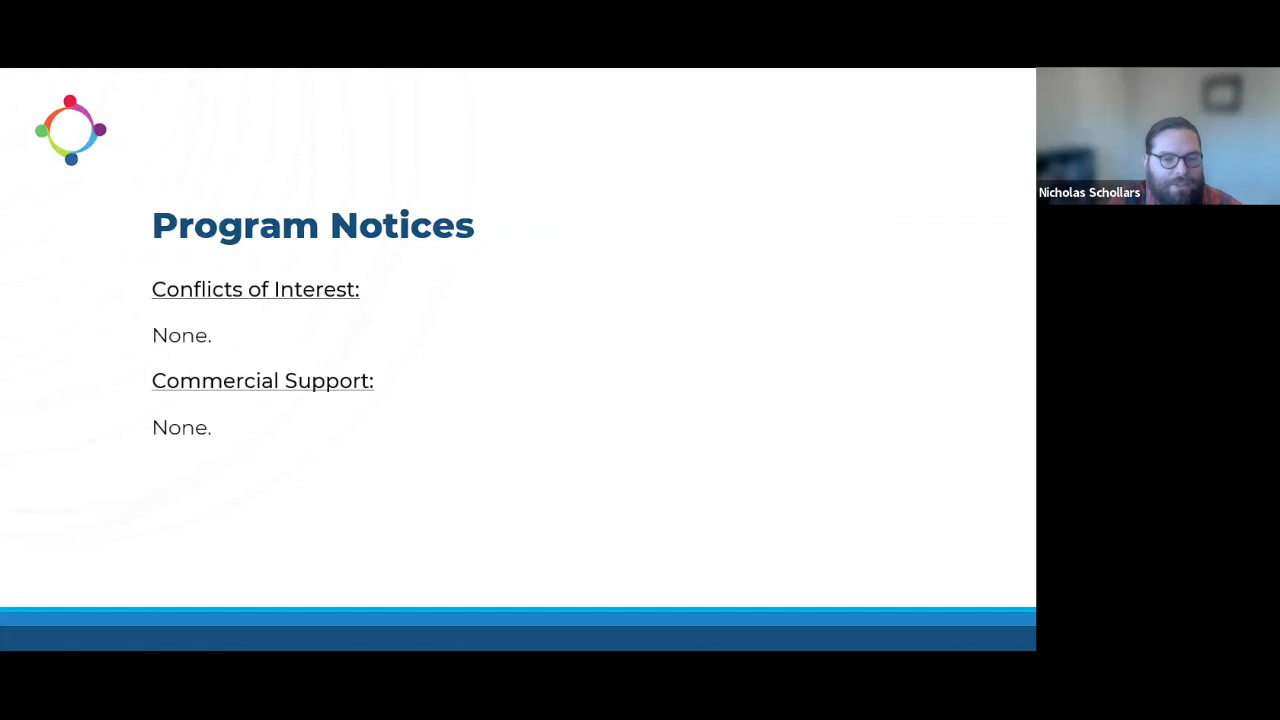 Program Notices
Conflicts of Interest:
None.
Commercial Support:
None.
Nicholas Schollars